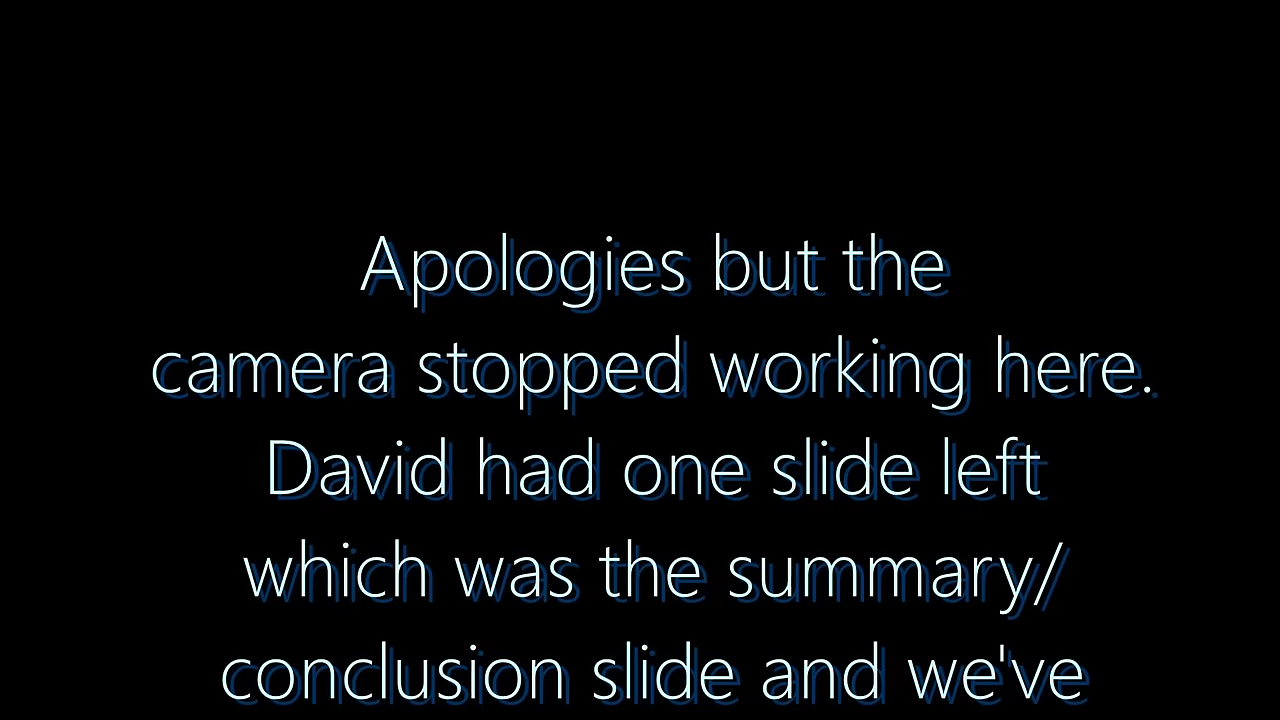 Apologies but the
camera stopped working here.
David had one slide left
which was the summary/
conclusion slide and we've